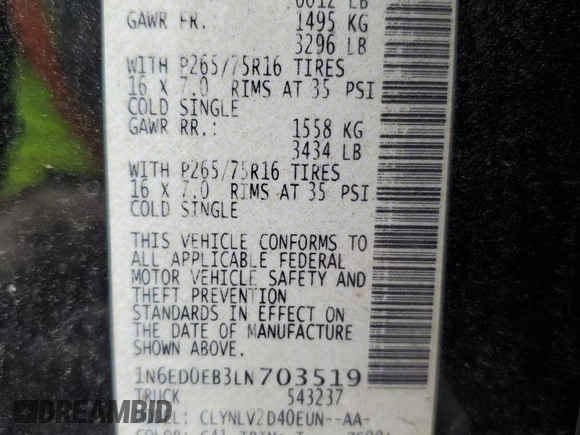 6612 LB
GAWR FR. 1495 KG
3296 LB
WITH P265/75R16 TIRES
16 X 7.0 RIMS AT 35 PSI
COLD SINGLE
GAWR RR.: 1558 KG
3434 LB
WITH P265/75R16 TIRES
16 X 7.0 RIMS AT 35 PSI
COLD SINGLE
THIS VEHICLE CONFORMS TO
ALL APPLICABLE FEDERAL
MOTOR VEHICLE SAFETY AND
THEFT PREVENTION
STANDARDS IN EFFECT ON
THE DATE OF MANUFACTURE
SHOWN ABOVE.
1N6ED0EB3LN703519
TRUCK 543237
CLYNLV2D40EUN--AA-
AUTOBIDCAR